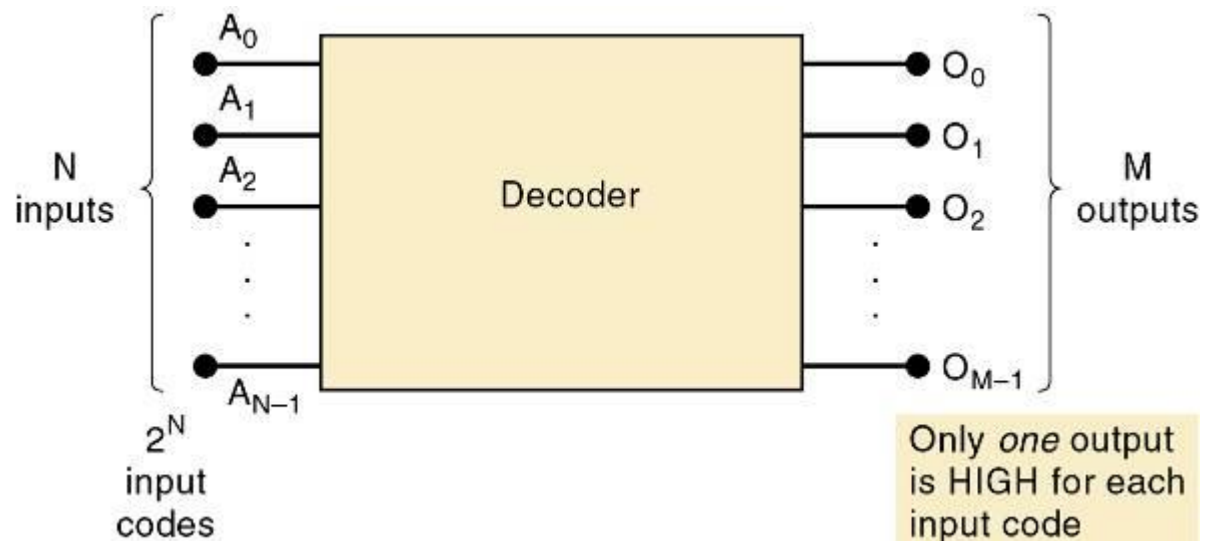 A0
A1
A2
AN–1
N
inputs
2N
input
codes
Decoder
O0
O1
O2
OM–1
M
outputs
Only one output
is HIGH for each
input code